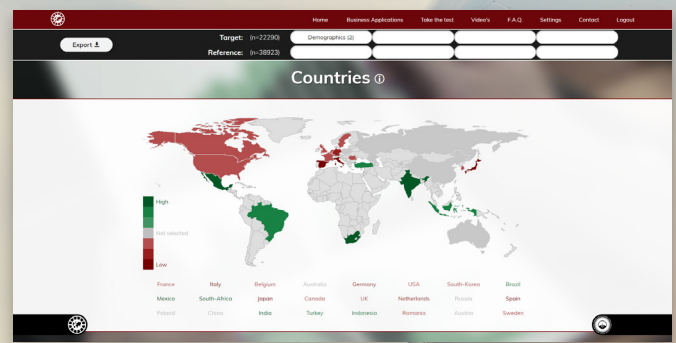 Home Business Applications Take the test Video's F.A.Q. Settings Contact Logout
Export
Target: (n=22290) Demographics (2)
Reference: (n=38923)
Countries
High
Not selected
Low
France Italy Belgium Australia Germany USA South-Korea Brazil
Mexico South-Africa Japan Canada UK Netherlands Russia Spain
Poland China India Turkey Indonesia Romania Austria Sweden